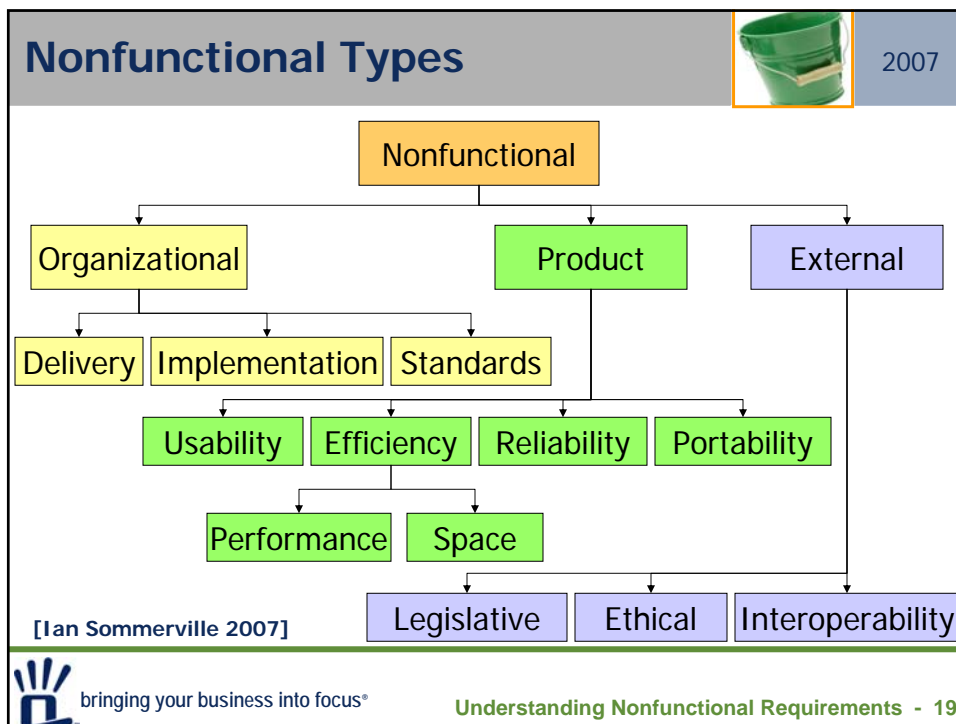 Nonfunctional Types
2007
Nonfunctional
Organizational
Product
External
Delivery
Implementation
Standards
Usability
Efficiency
Reliability
Portability
Performance
Space
Legislative
Ethical
Interoperability
[Ian Sommerville 2007]
bringing your business into focus®
Understanding Nonfunctional Requirements - 19